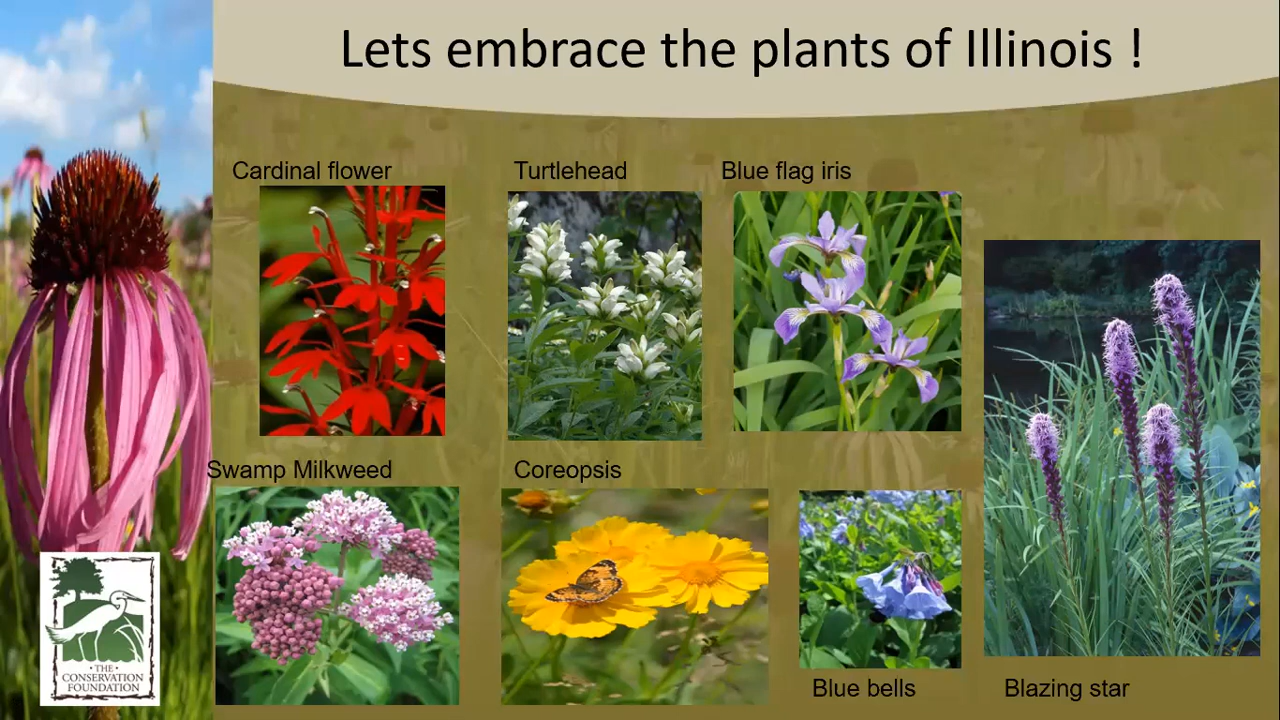 Lets embrace the plants of Illinois !
Cardinal flower
Turtlehead
Blue flag iris
Swamp Milkweed
Coreopsis
Blue bells
Blazing star
· THE ·
CONSERVATION
FOUNDATION